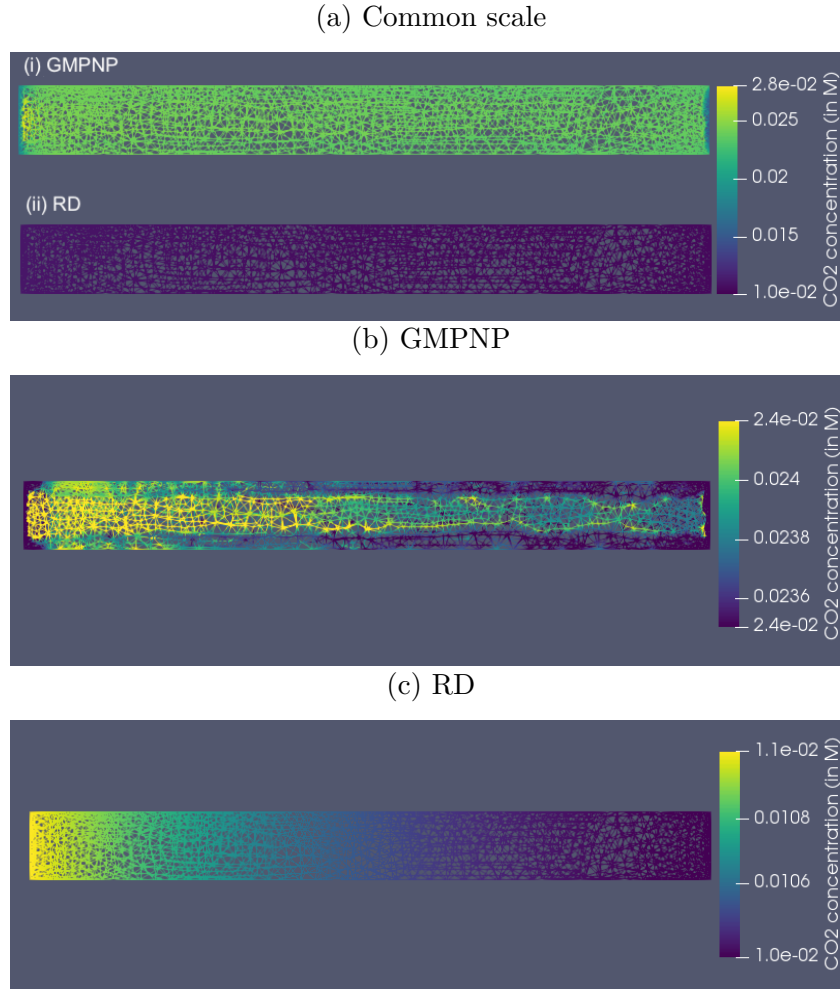 (a) Common scale
(i) GMPNP
2.8e-02
0.025
0.02
0.015
1.0e-02
CO2 concentration (in M)
(ii) RD
(b) GMPNP
2.4e-02
0.024
0.0238
0.0236
2.4e-02
CO2 concentration (in M)
(c) RD
1.1e-02
0.0108
0.0106
1.0e-02
CO2 concentration (in M)